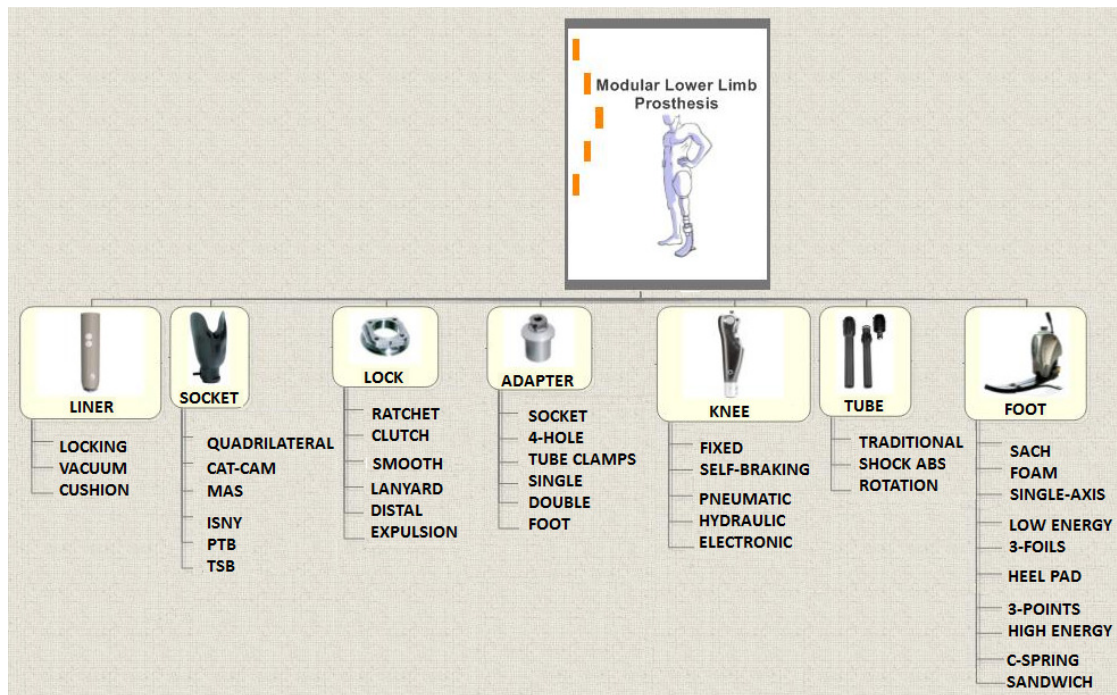 Modular Lower Limb
Prosthesis
LINER
LOCKING
VACUUM
CUSHION
SOCKET
QUADRILATERAL
CAT-CAM
MAS
ISNY
PTB
TSB
LOCK
RATCHET
CLUTCH
SMOOTH
LANYARD
DISTAL
EXPULSION
ADAPTER
SOCKET
4-HOLE
TUBE CLAMPS
SINGLE
DOUBLE
FOOT
KNEE
FIXED
SELF-BRAKING
PNEUMATIC
HYDRAULIC
ELECTRONIC
TUBE
TRADITIONAL
SHOCK ABS
ROTATION
FOOT
SACH
FOAM
SINGLE-AXIS
LOW ENERGY
3-FOILS
HEEL PAD
3-POINTS
HIGH ENERGY
C-SPRING
SANDWICH